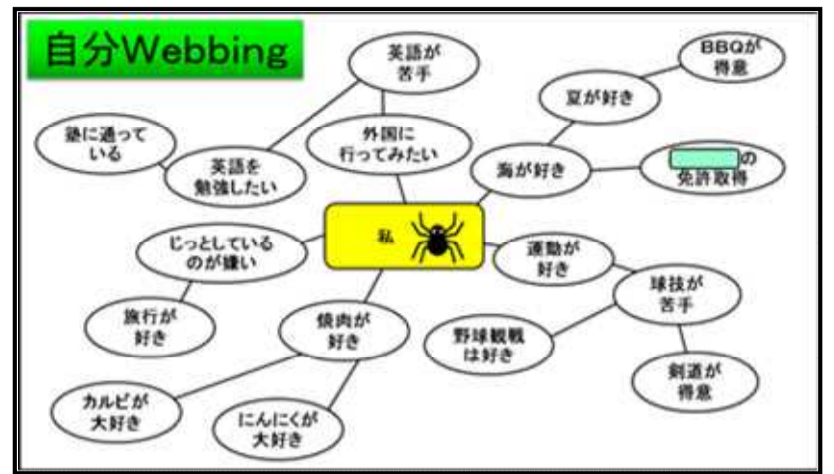 自分Webbing
英語が
苦手
BBQが
得意
夏が好き
塾に通って
いる
外国に
行ってみたい
英語を
勉強したい
海が好き
の
免許取得
私
じっとしている
のが嫌い
運動が
好き
球技が
苦手
旅行が
好き
焼肉が
好き
野球観戦
は好き
剣道が
得意
カルビが
大好き
にんにくが
大好き